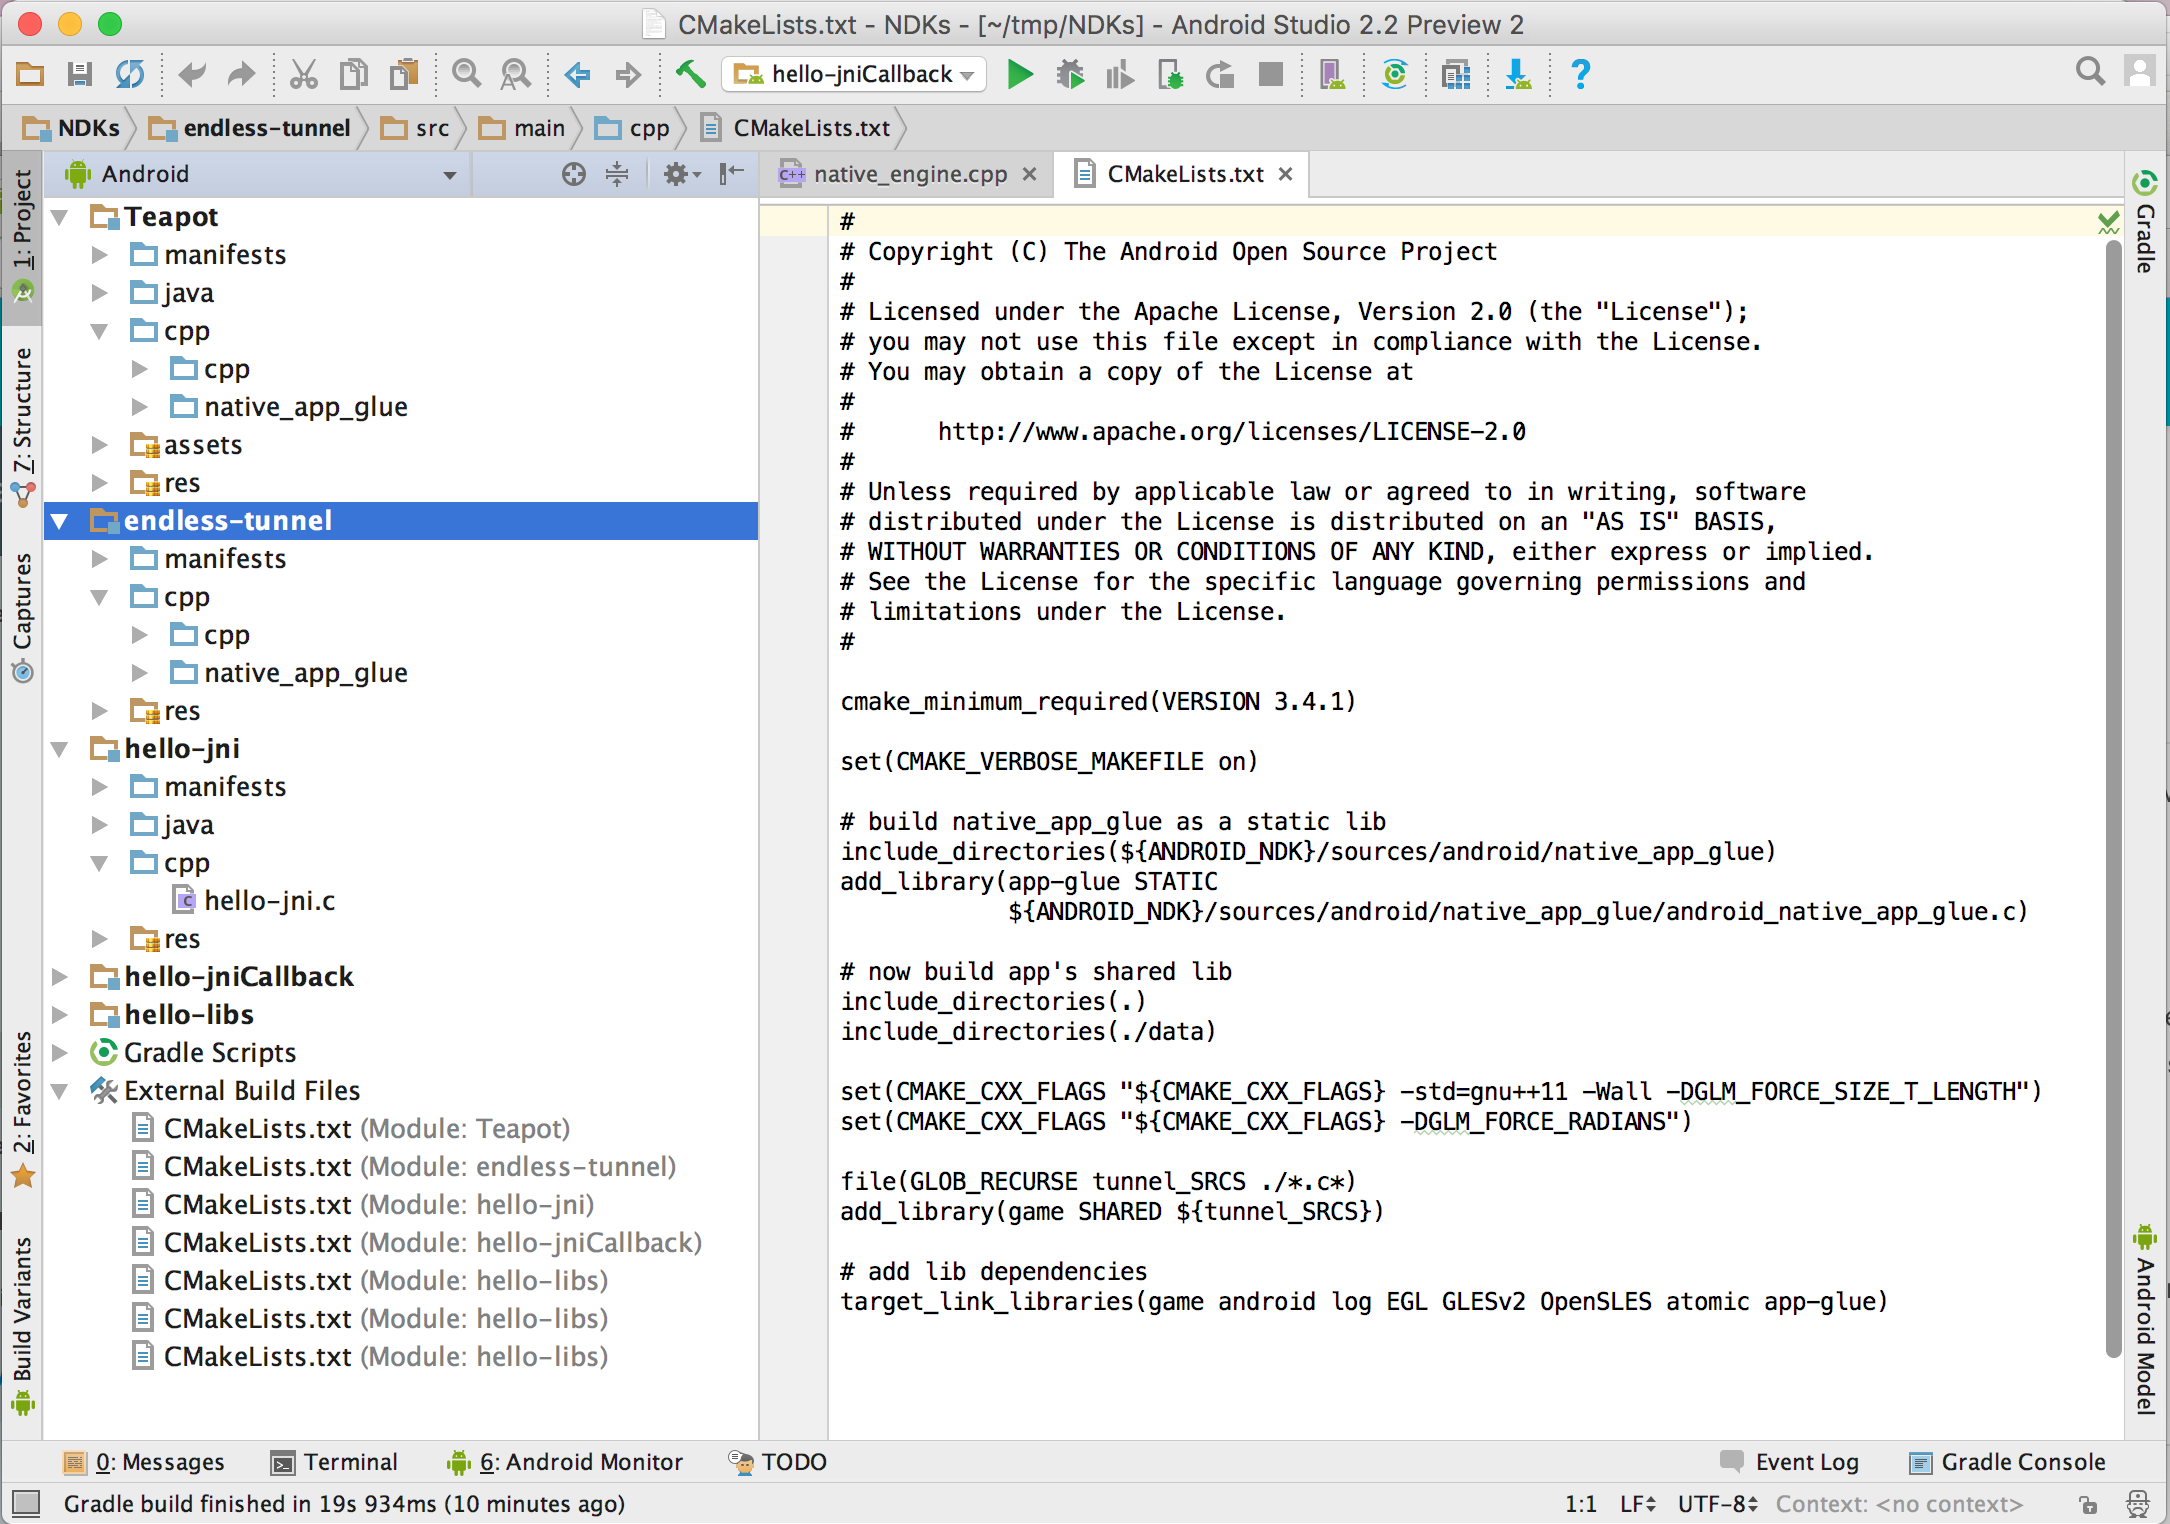 CMakeLists.txt - NDKs - [~/tmp/NDKs] - Android Studio 2.2 Preview 2
hello-jniCallback
NDKs
endless-tunnel
src
main
cpp
CMakeLists.txt
1: Project
7: Structure
Captures
2: Favorites
Build Variants
Android
Teapot
manifests
java
cpp
cpp
native_app_glue
assets
res
endless-tunnel
manifests
cpp
cpp
native_app_glue
res
hello-jni
manifests
java
cpp
hello-jni.c
res
hello-jniCallback
hello-libs
Gradle Scripts
External Build Files
CMakeLists.txt (Module: Teapot)
CMakeLists.txt (Module: endless-tunnel)
CMakeLists.txt (Module: hello-jni)
CMakeLists.txt (Module: hello-jniCallback)
CMakeLists.txt (Module: hello-libs)
CMakeLists.txt (Module: hello-libs)
CMakeLists.txt (Module: hello-libs)
native_engine.cpp
CMakeLists.txt
#
# Copyright (C) The Android Open Source Project
#
# Licensed under the Apache License, Version 2.0 (the "License");
# you may not use this file except in compliance with the License.
# You may obtain a copy of the License at
#
#      http://www.apache.org/licenses/LICENSE-2.0
#
# Unless required by applicable law or agreed to in writing, software
# distributed under the License is distributed on an "AS IS" BASIS,
# WITHOUT WARRANTIES OR CONDITIONS OF ANY KIND, either express or implied.
# See the License for the specific language governing permissions and
# limitations under the License.
#
cmake_minimum_required(VERSION 3.4.1)
set(CMAKE_VERBOSE_MAKEFILE on)
# build native_app_glue as a static lib
include_directories(${ANDROID_NDK}/sources/android/native_app_glue)
add_library(app-glue STATIC
            ${ANDROID_NDK}/sources/android/native_app_glue/android_native_app_glue.c)
# now build app's shared lib
include_directories(.)
include_directories(./data)
set(CMAKE_CXX_FLAGS "${CMAKE_CXX_FLAGS} -std=gnu++11 -Wall -DGLM_FORCE_SIZE_T_LENGTH")
set(CMAKE_CXX_FLAGS "${CMAKE_CXX_FLAGS} -DGLM_FORCE_RADIANS")
file(GLOB_RECURSE tunnel_SRCS ./*.c*)
add_library(game SHARED ${tunnel_SRCS})
# add lib dependencies
target_link_libraries(game android log EGL GLESv2 OpenSLES atomic app-glue)
Gradle
Android Model
0: Messages
Terminal
6: Android Monitor
TODO
Event Log
Gradle Console
Gradle build finished in 19s 934ms (10 minutes ago)
1:1
LF
UTF-8
Context: <no context>